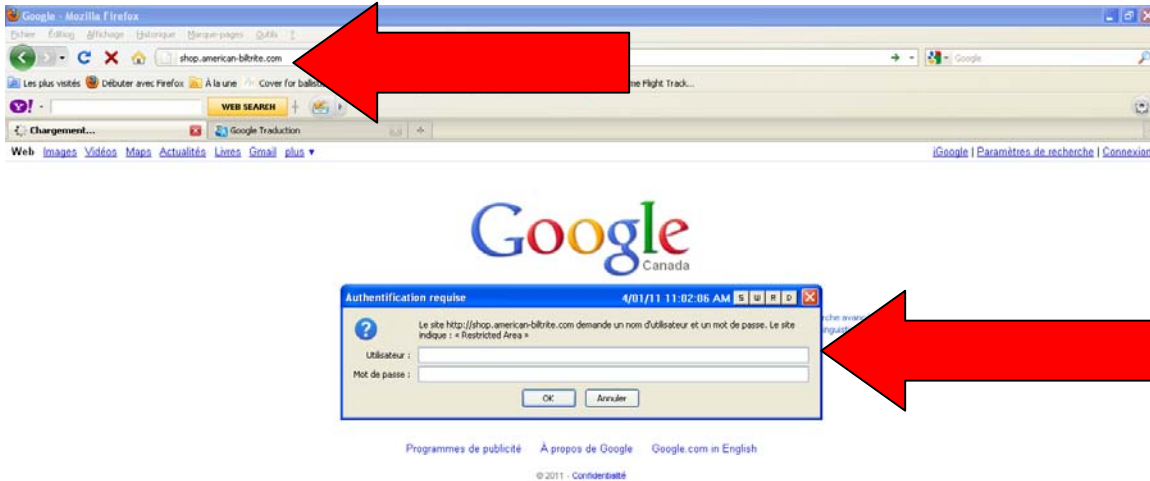 Google - Mozilla Firefox
Fichier Édition Affichage Historique Marque-pages Outils ?
shop.american-biltrite.com
Google
Les plus visités Débuter avec Firefox À la une Cover for ballis
me Flight Track...
Y! WEB SEARCH
Chargement... Google Traduction
Web Images Vidéos Maps Actualités Livres Gmail plus ▼
iGoogle | Paramètres de recherche | Connexion
Google
Canada
Authentification requise 4/01/11 11:02:06 AM S U R D
rche avan
nguist
Le site http://shop.american-biltrite.com demande un nom d'utilisateur et un mot de passe. Le site
indique : « Restricted Area »
Utilisateur :
Mot de passe :
OK Annuler
Programmes de publicité À propos de Google Google.com in English
© 2011 - Confidentialité